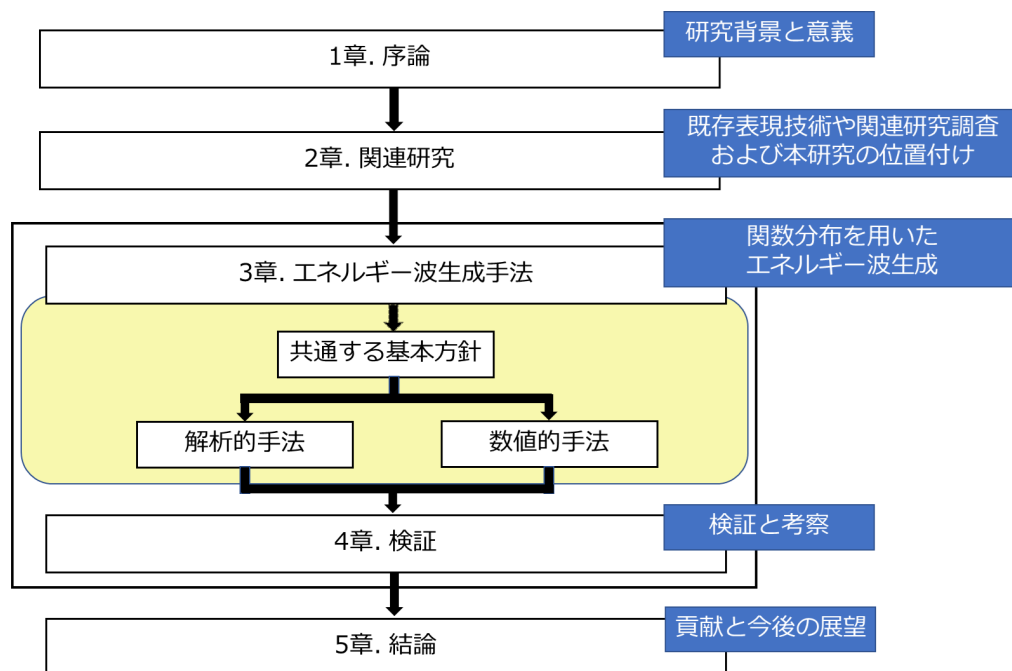 研究背景と意義
1章. 序論
既存表現技術や関連研究調査
および本研究の位置付け
2章. 関連研究
関数分布を用いた
エネルギー波生成
3章. エネルギー波生成手法
共通する基本方針
解析的手法
数値的手法
検証と考察
4章. 検証
貢献と今後の展望
5章. 結論